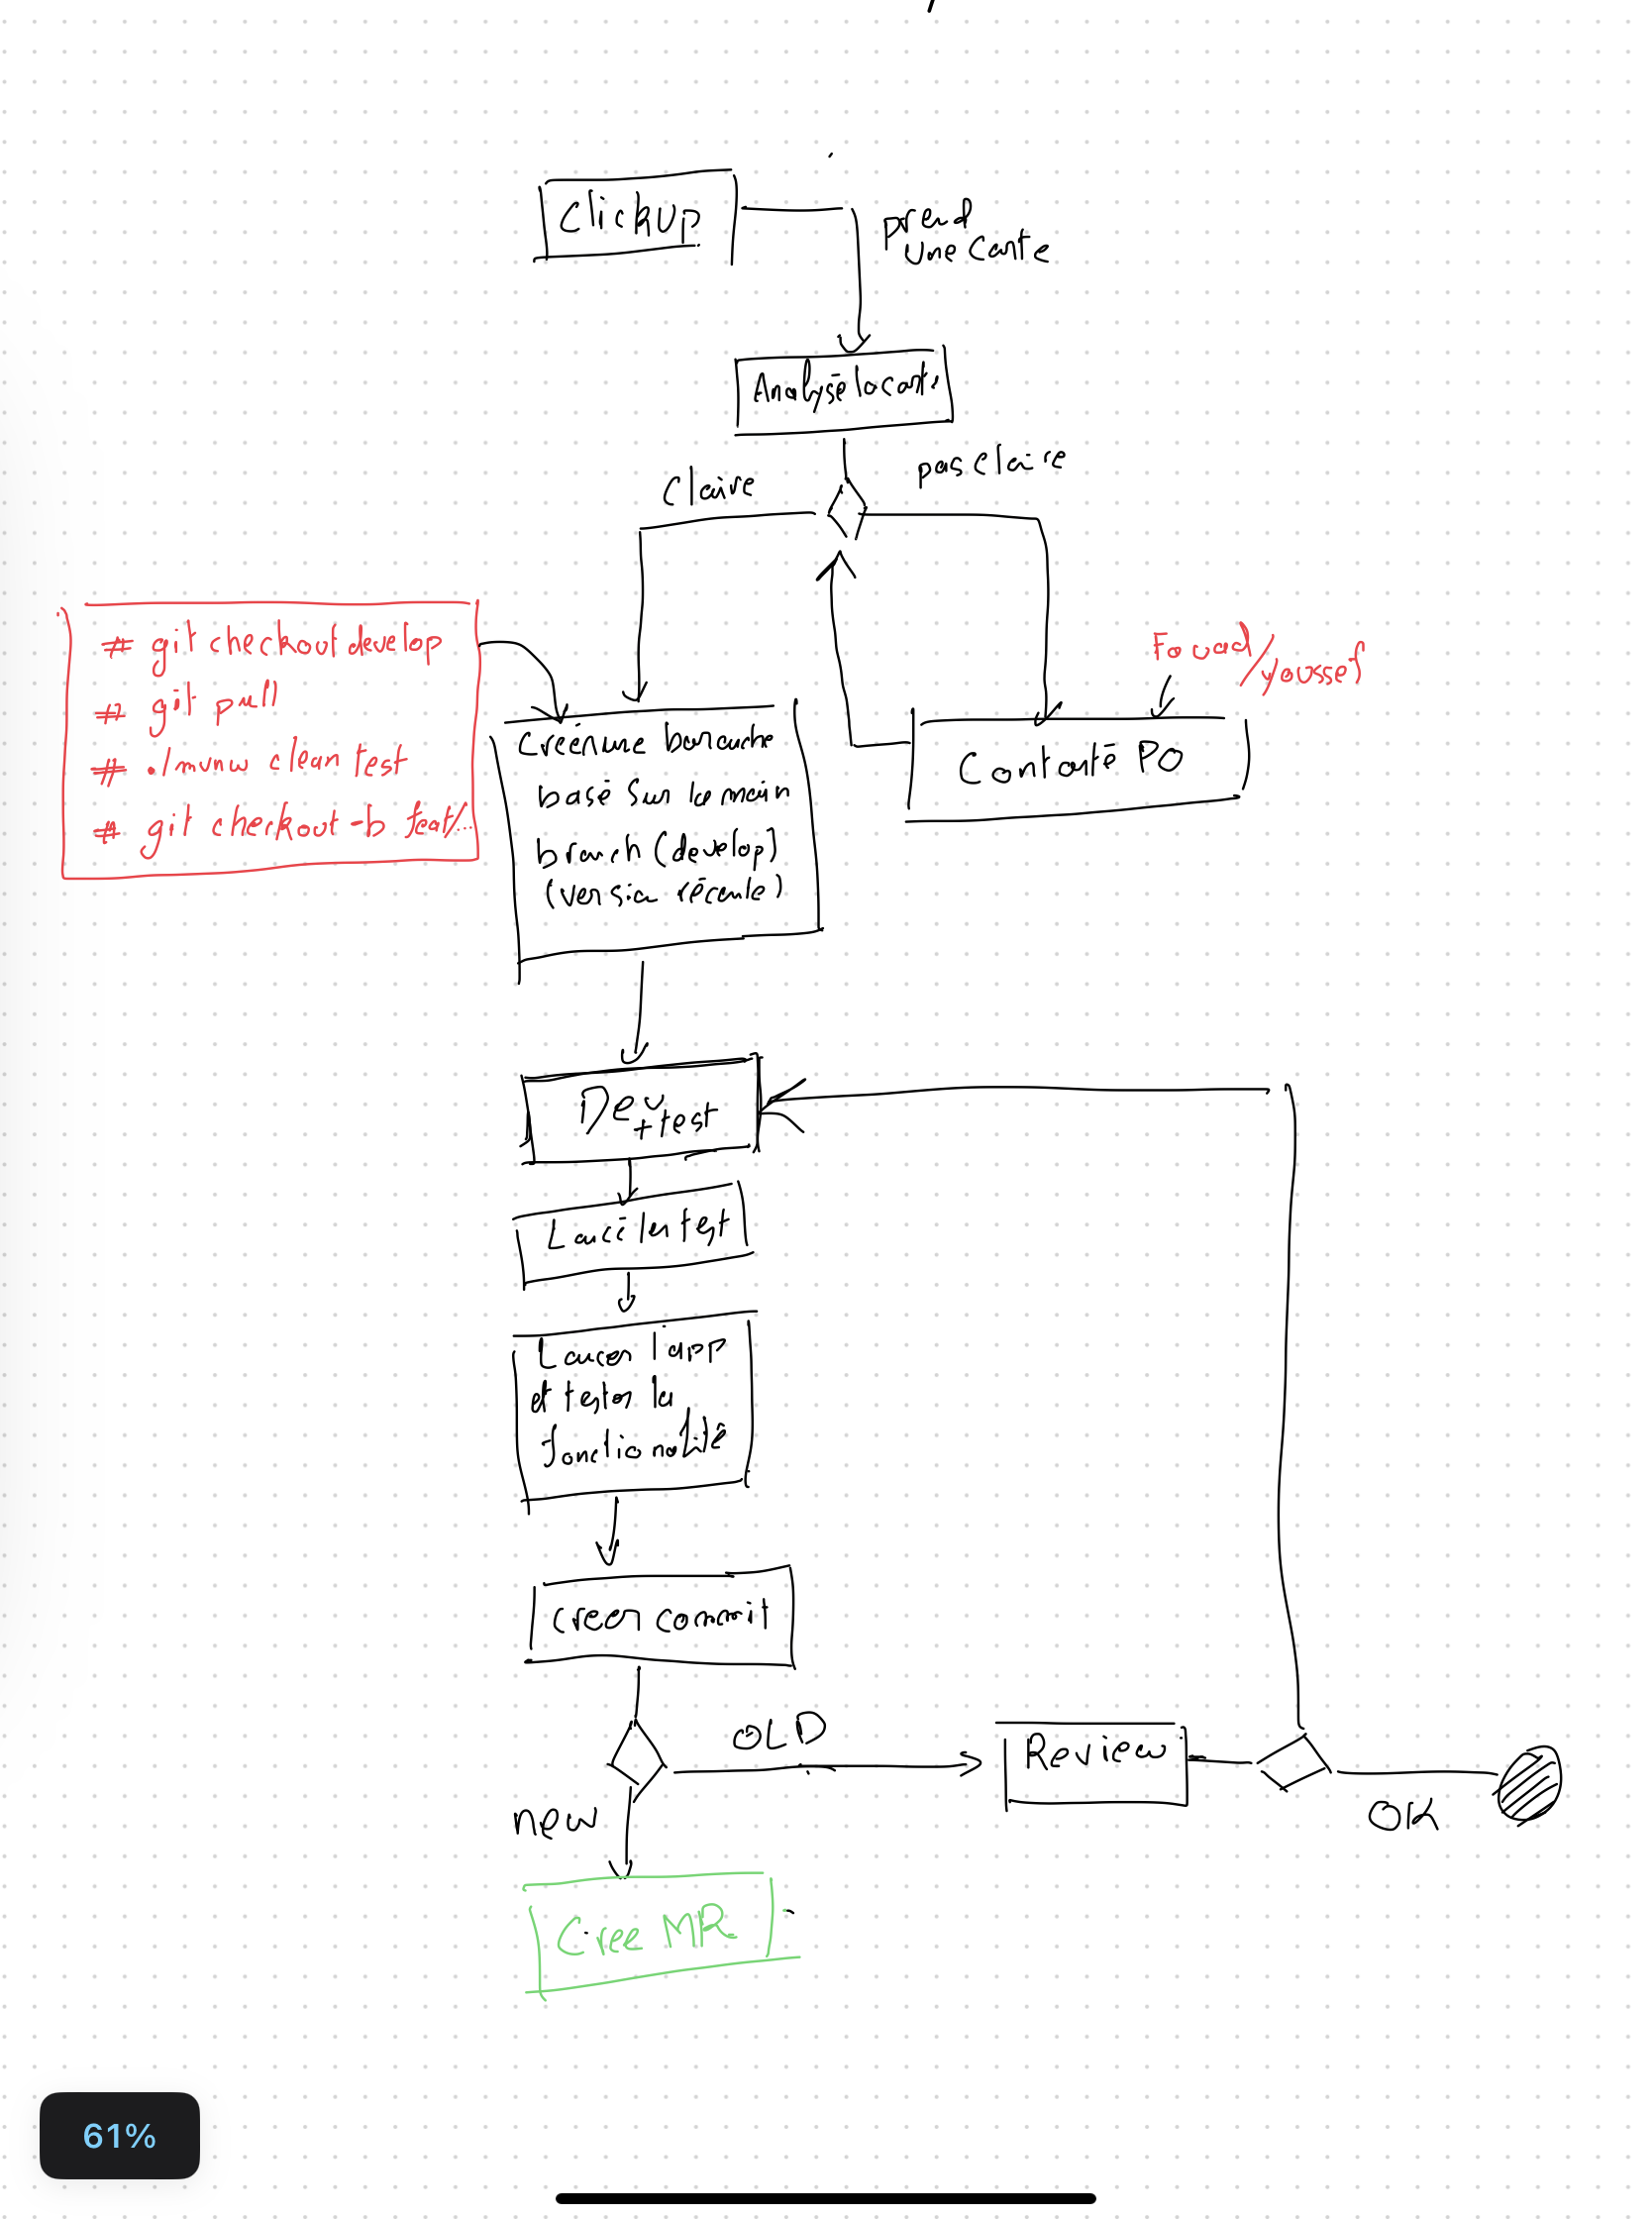 Clickup
prend
une carte
Analysé la carte
Claire
pas claire
# git checkout develop
# git pull
# ./mvnw clean test
# git checkout -b feat/...
Fouad/
youssef
Créer une branche
basé sur la main
branch (develop)
(version récente)
Contacté PO
Dev
+ test
Lancé les test
Lancer l'app
et tester la
fonctionalité
creer commit
OLD
Review
new
OK
Cree MR
61%